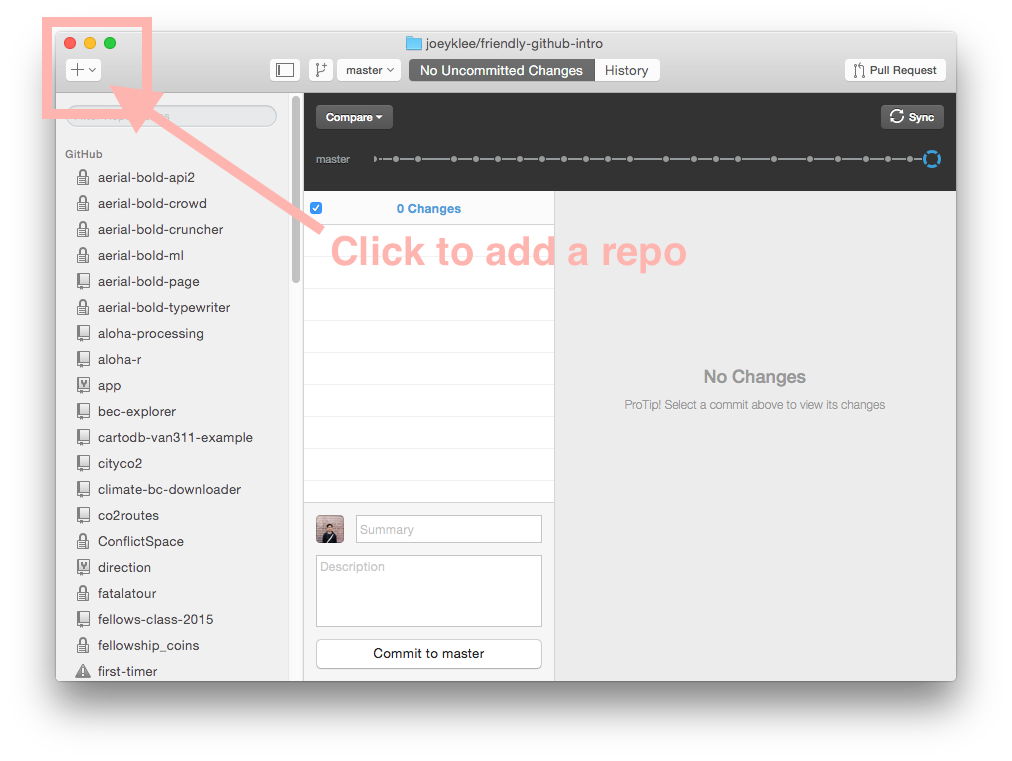 joeyklee/friendly-github-intro
master
No Uncommitted Changes
History
Pull Request
Compare
Sync
GitHub
master
aerial-bold-api2
aerial-bold-crowd
aerial-bold-cruncher
aerial-bold-ml
aerial-bold-page
aerial-bold-typewriter
aloha-processing
aloha-r
app
bec-explorer
cartodb-van311-example
cityco2
climate-bc-downloader
co2routes
ConflictSpace
direction
fatalatour
fellows-class-2015
fellowship_coins
first-timer
0 Changes
Click to add a repo
No Changes
ProTip! Select a commit above to view its changes
Summary
Description
Commit to master